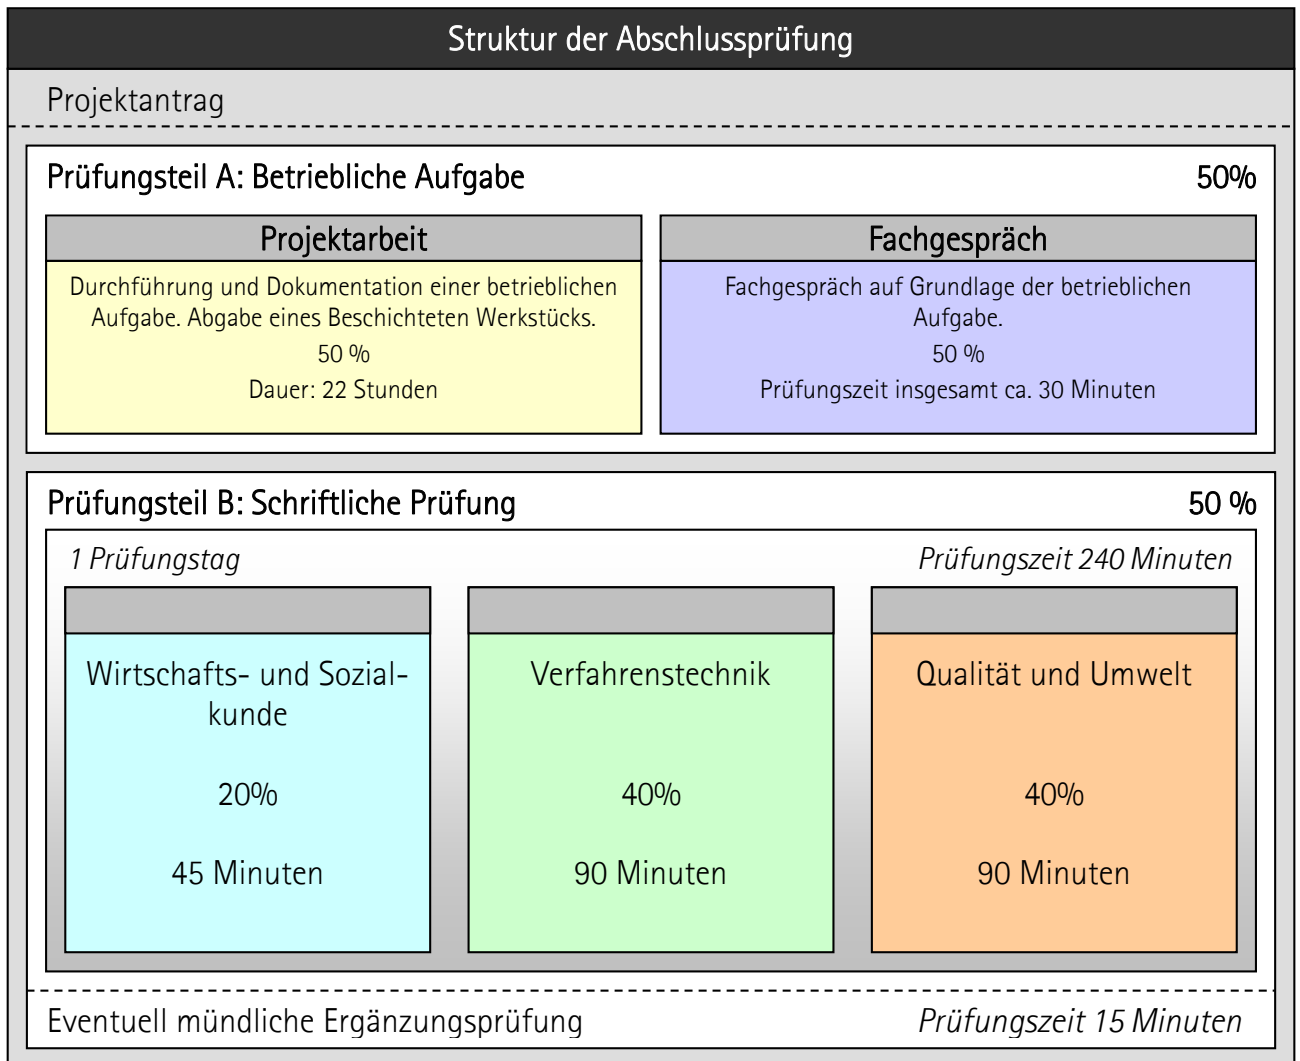 Struktur der Abschlussprüfung
Projektantrag
Prüfungsteil A: Betriebliche Aufgabe 50%
Projektarbeit
Durchführung und Dokumentation einer betrieblichen
Aufgabe. Abgabe eines Beschichteten Werkstücks.
50 %
Dauer: 22 Stunden
Fachgespräch
Fachgespräch auf Grundlage der betrieblichen
Aufgabe.
50 %
Prüfungszeit insgesamt ca. 30 Minuten
Prüfungsteil B: Schriftliche Prüfung 50 %
1 Prüfungstag Prüfungszeit 240 Minuten
Wirtschafts- und Sozial-
kunde
20%
45 Minuten
Verfahrenstechnik
40%
90 Minuten
Qualität und Umwelt
40%
90 Minuten
Eventuell mündliche Ergänzungsprüfung Prüfungszeit 15 Minuten